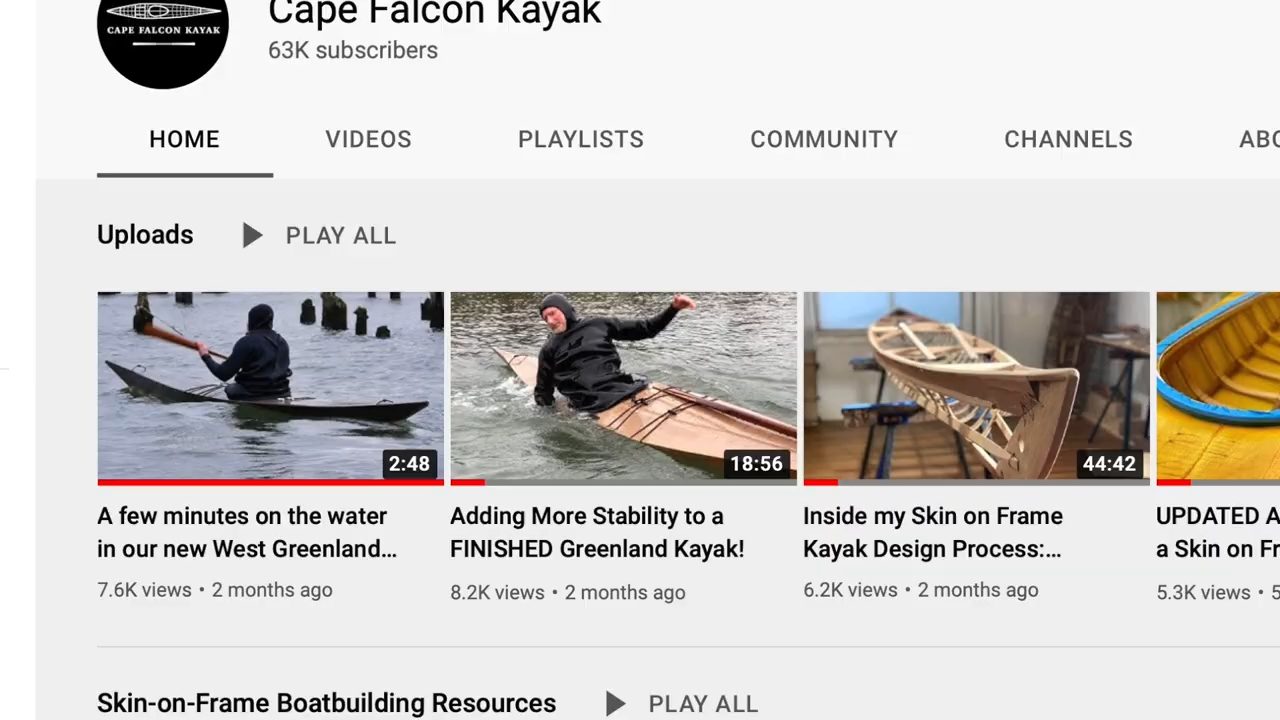 Cape Falcon Kayak
CAPE FALCON KAYAK
63K subscribers
HOME VIDEOS PLAYLISTS COMMUNITY CHANNELS ABO
Uploads PLAY ALL
2:48 18:56 44:42
A few minutes on the water
in our new West Greenland...
7.6K views • 2 months ago
Adding More Stability to a
FINISHED Greenland Kayak!
8.2K views • 2 months ago
Inside my Skin on Frame
Kayak Design Process:...
6.2K views • 2 months ago
UPDATED A
a Skin on Fr
5.3K views • 5
Skin-on-Frame Boatbuilding Resources PLAY ALL